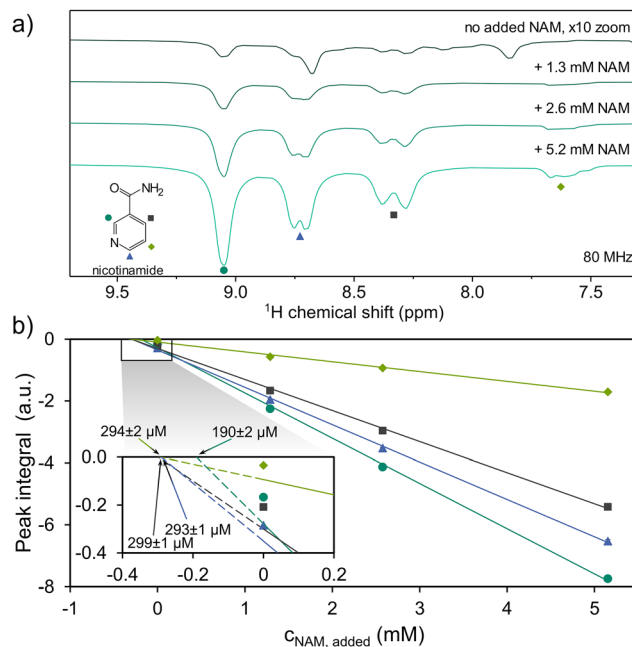 a)
no added NAM, x10 zoom
+ 1.3 mM NAM
+ 2.6 mM NAM
+ 5.2 mM NAM
O
NH₂
N
nicotinamide
80 MHz
9.5 9.0 8.5 8.0 7.5
¹H chemical shift (ppm)
b)
0
-2
-4
-6
-8
Peak integral (a.u.)
294±2 µM
190±2 µM
0.0
-0.2
-0.4
293±1 µM
299±1 µM
-0.4 -0.2 0 0.2
-1 0 1 2 3 4 5 6
c_NAM, added (mM)